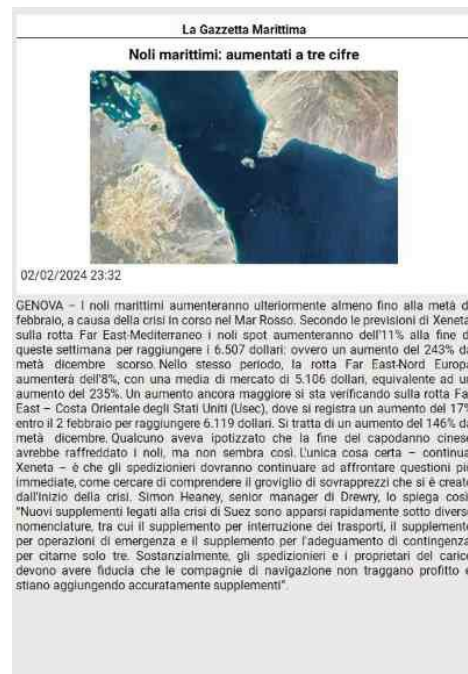 La Gazzetta Marittima
Noli marittimi: aumentati a tre cifre
02/02/2024 23:32
GENOVA – I noli marittimi aumenteranno ulteriormente almeno fino alla metà d
febbraio, a causa della crisi in corso nel Mar Rosso. Secondo le previsioni di Xeneta
sulla rotta Far East-Mediterraneo i noli spot aumenteranno dell'11% alla fine d
queste settimana per raggiungere i 6.507 dollari: ovvero un aumento del 243% da
metà dicembre scorso. Nello stesso periodo, la rotta Far East-Nord Europa
aumenterà dell'8%, con una media di mercato di 5.106 dollari, equivalente ad u
aumento del 235%. Un aumento ancora maggiore si sta verificando sulla rotta Fa
East – Costa Orientale degli Stati Uniti (Usec), dove si registra un aumento del 17%
entro il 2 febbraio per raggiungere 6.119 dollari. Si tratta di un aumento del 146% da
metà dicembre. Qualcuno aveva ipotizzato che la fine del capodanno cinese
avrebbe raffreddato i noli, ma non sembra così. L'unica cosa certa – continua
Xeneta – è che gli spedizionieri dovranno continuare ad affrontare questioni più
immediate, come cercare di comprendere il groviglio di sovrapprezzi che si è creato
dall'inizio della crisi. Simon Heaney, senior manager di Drewry, lo spiega così
"Nuovi supplementi legati alla crisi di Suez sono apparsi rapidamente sotto diverse
nomenclature, tra cui il supplemento per interruzione dei trasporti, il supplemento
per operazioni di emergenza e il supplemento per l'adeguamento di contingenza
per citarne solo tre. Sostanzialmente, gli spedizionieri e i proprietari del carico
devono avere fiducia che le compagnie di navigazione non traggano profitto e
stiano aggiungendo accuratamente supplementi".